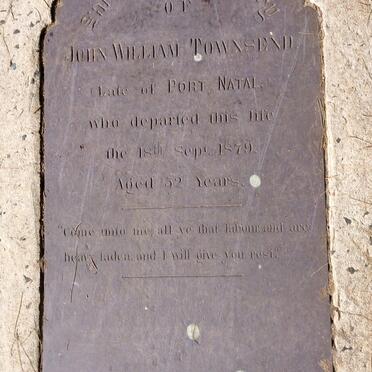 OF
JOHN WILLIAM TOWNSEND
Late of PORT NATAL,
who departed this life
the 18th Sept. 1879.
Aged 52 Years.
"Come unto me, all ye that labour and are
heavy laden, and I will give you rest."